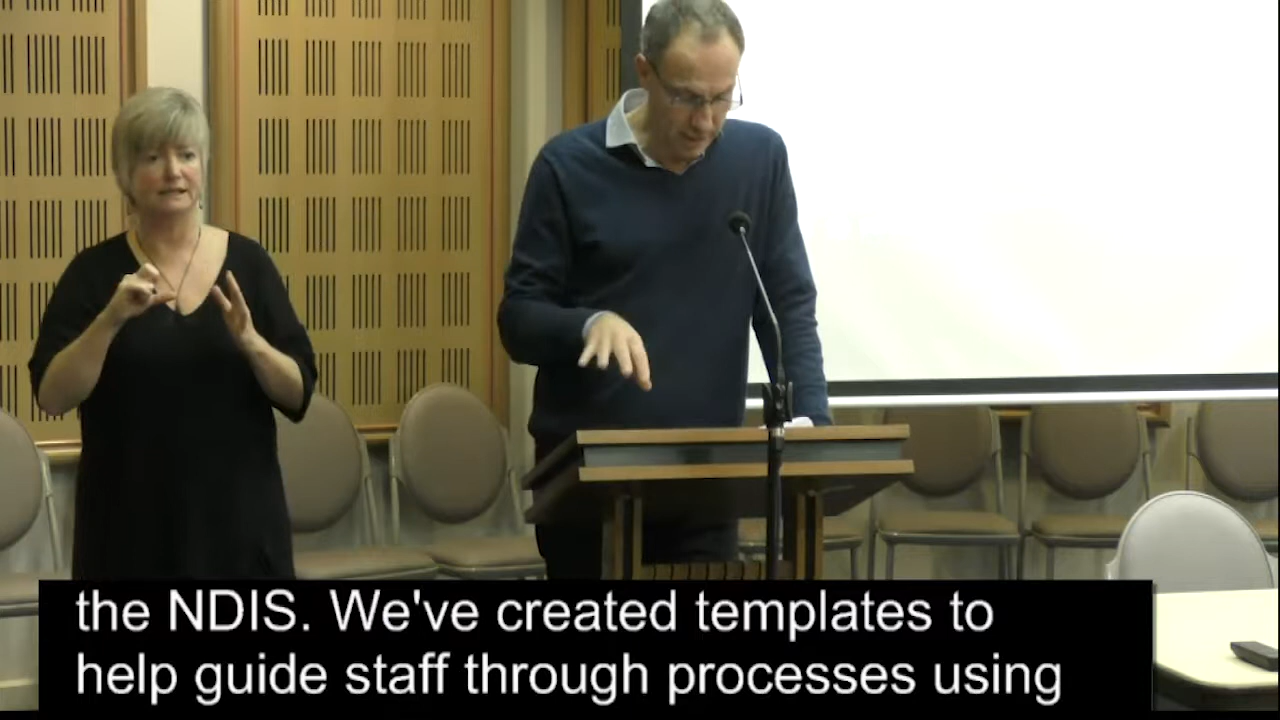 the NDIS. We've created templates to
help guide staff through processes using